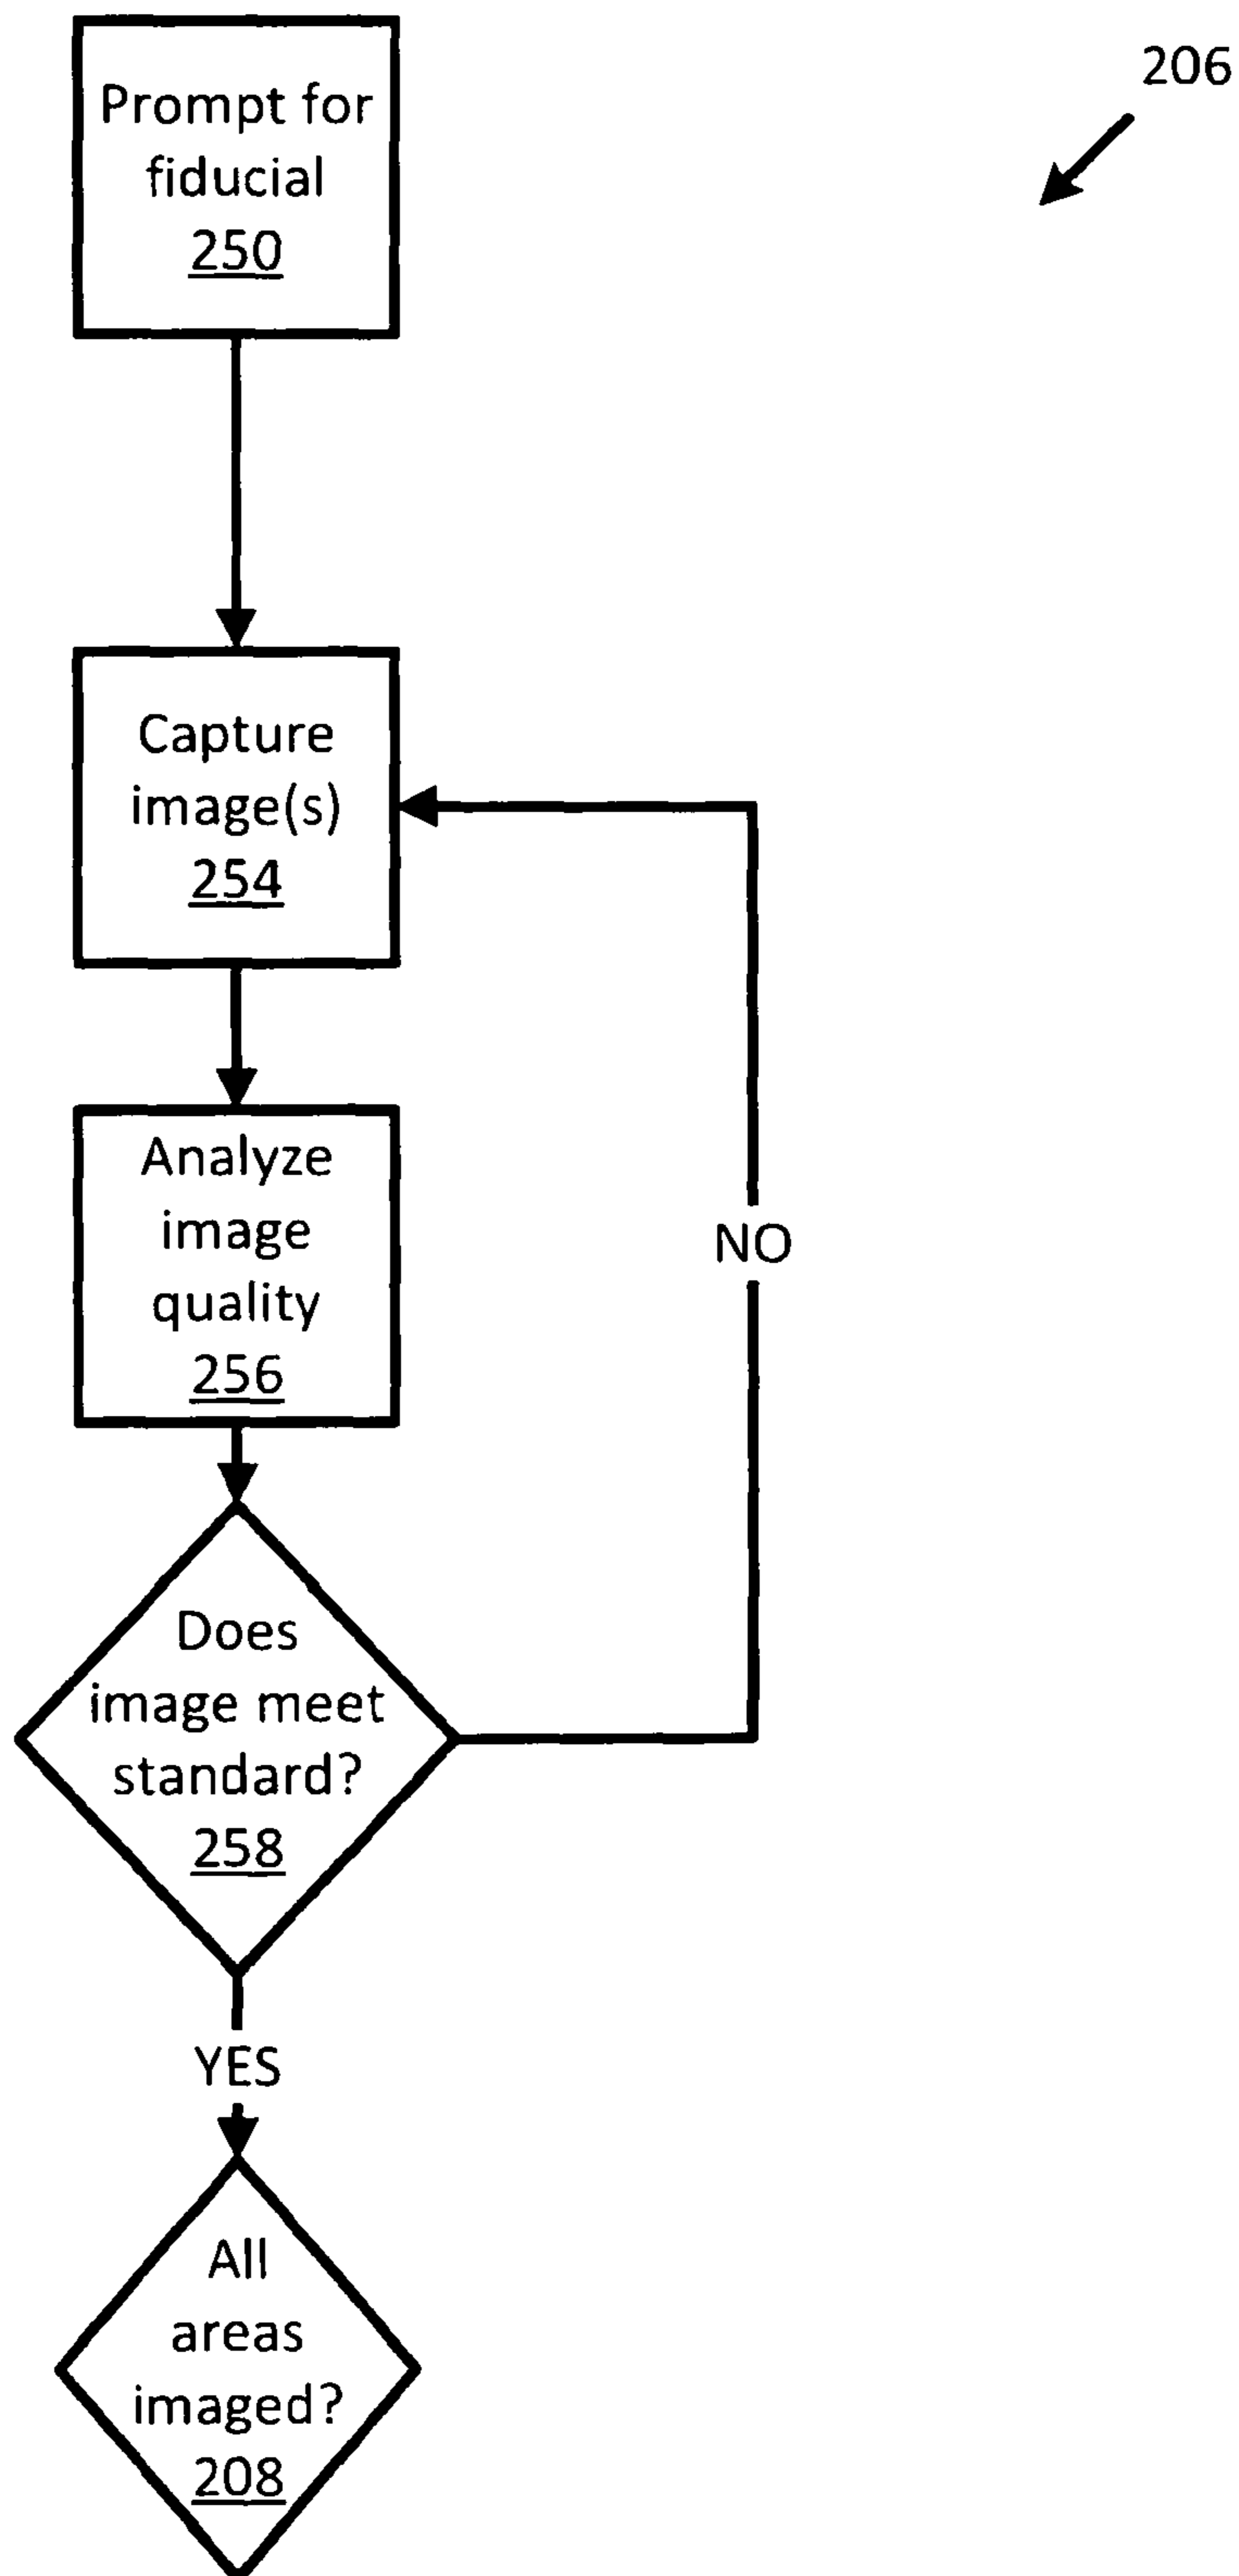 206
Prompt for
fiducial
250
Capture
image(s)
254
Analyze
image
quality
256
NO
Does
image meet
standard?
258
YES
All
areas
imaged?
208